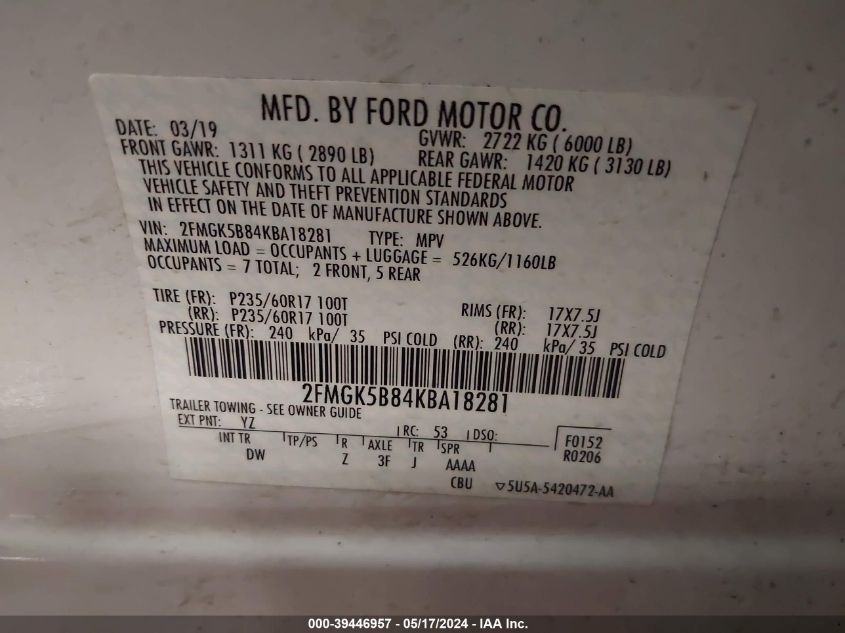 MFD. BY FORD MOTOR CO.
DATE: 03/19 GVWR: 2722 KG ( 6000 LB)
FRONT GAWR: 1311 KG ( 2890 LB) REAR GAWR: 1420 KG ( 3130 LB)
THIS VEHICLE CONFORMS TO ALL APPLICABLE FEDERAL MOTOR
VEHICLE SAFETY AND THEFT PREVENTION STANDARDS
IN EFFECT ON THE DATE OF MANUFACTURE SHOWN ABOVE.
VIN: 2FMGK5B84KBA18281 TYPE: MPV
MAXIMUM LOAD = OCCUPANTS + LUGGAGE = 526KG/1160LB
OCCUPANTS = 7 TOTAL; 2 FRONT, 5 REAR
TIRE (FR): P235/60R17 100T RIMS (FR): 17X7.5J
(RR): P235/60R17 100T (RR): 17X7.5J
PRESSURE (FR): 240 kPa/ 35 PSI COLD (RR): 240 kPa/ 35 PSI COLD
2FMGK5B84KBA18281
TRAILER TOWING - SEE OWNER GUIDE
EXT PNT: YZ RC: 53 DSO: F0152
INT TR TP/PS R AXLE TR SPR R0206
DW Z 3F J AAAA
CBU ▽5U5A-5420472-AA
000-39446957 - 05/17/2024 - IAA Inc.